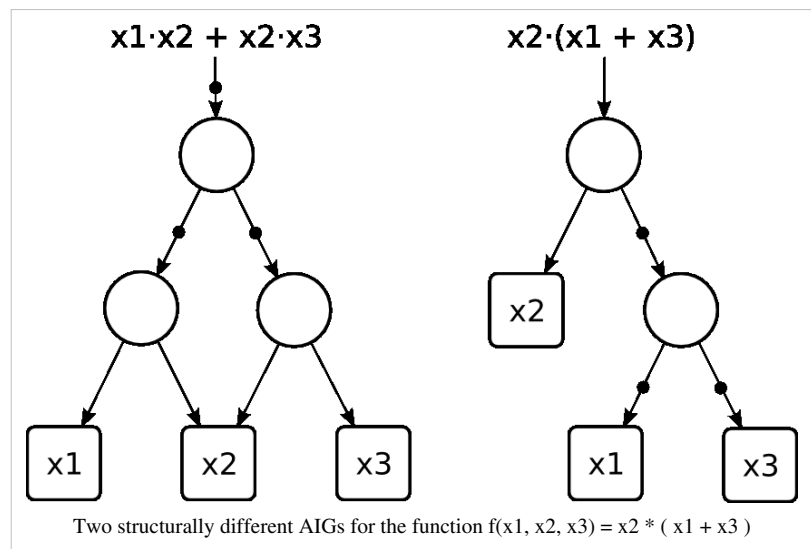 x1·x2 + x2·x3
x2·(x1 + x3)
x2
x1
x2
x3
x1
x3
Two structurally different AIGs for the function f(x1, x2, x3) = x2 * ( x1 + x3 )